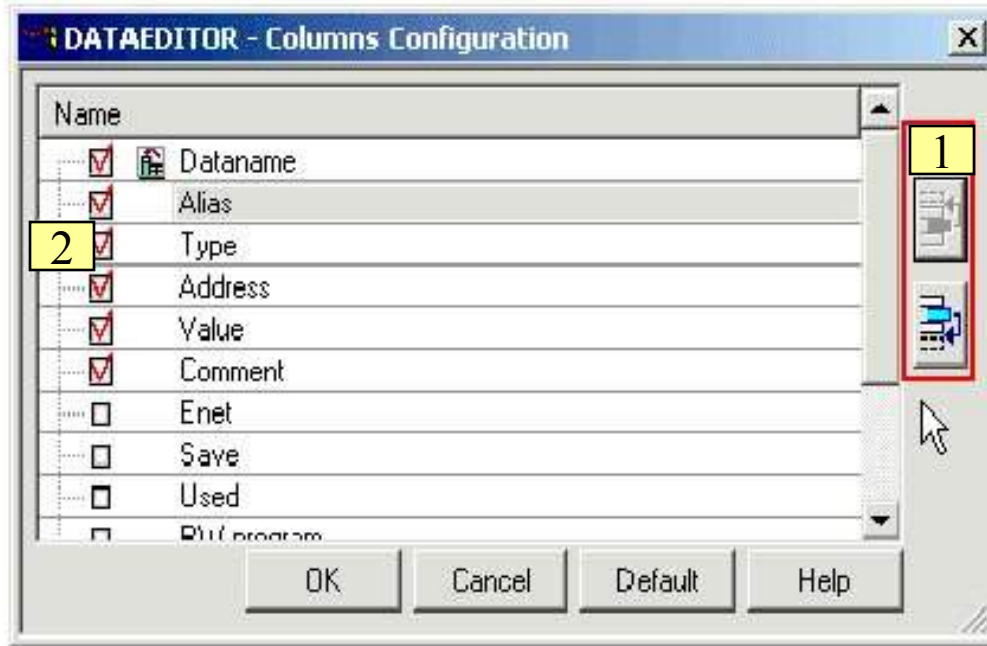 DATAEDITOR - Columns Configuration
Name
1
Dataname
Alias
2
Type
Address
Value
Comment
Enet
Save
Used
R\W program
OK
Cancel
Default
Help